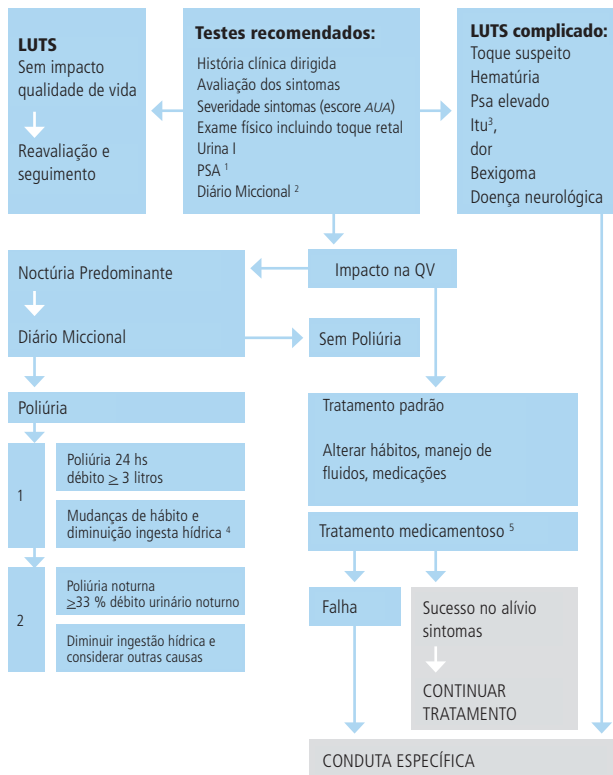 LUTS
Sem impacto
qualidade de vida
Reavaliação e
seguimento
Testes recomendados:
História clínica dirigida
Avaliação dos sintomas
Severidade sintomas (escore AUA)
Exame físico incluindo toque retal
Urina I
PSA ¹
Diário Miccional ²
LUTS complicado:
Toque suspeito
Hematúria
Psa elevado
Itu³,
dor
Bexigoma
Doença neurológica
Noctúria Predominante
Diário Miccional
Impacto na QV
Sem Poliúria
Poliúria
1
Poliúria 24 hs
débito ≥ 3 litros
Mudanças de hábito e
diminuição ingesta hídrica ⁴
2
Poliúria noturna
≥33 % débito urinário noturno
Diminuir ingestão hídrica e
considerar outras causas
Tratamento padrão
Alterar hábitos, manejo de
fluidos, medicações
Tratamento medicamentoso ⁵
Falha
Sucesso no alívio
sintomas
CONTINUAR
TRATAMENTO
CONDUTA ESPECÍFICA